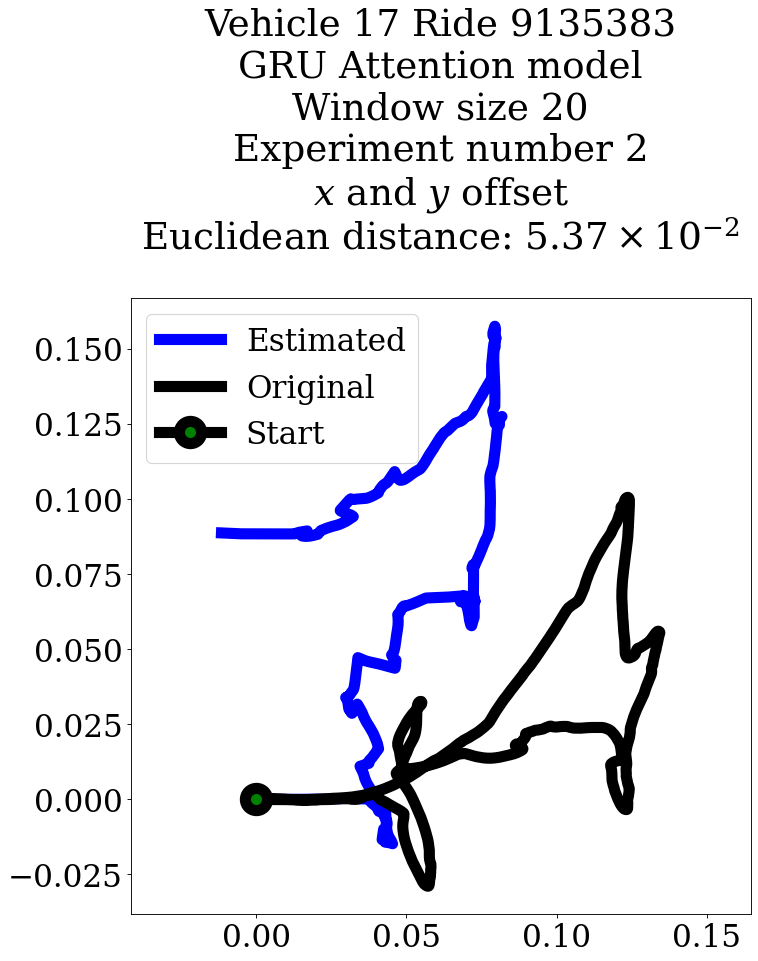 Vehicle 17 Ride 9135383
GRU Attention model
Window size 20
Experiment number 2
x and y offset
Euclidean distance: 5.37 × 10⁻²
Estimated
Original
Start
0.150
0.125
0.100
0.075
0.050
0.025
0.000
−0.025
0.00 0.05 0.10 0.15